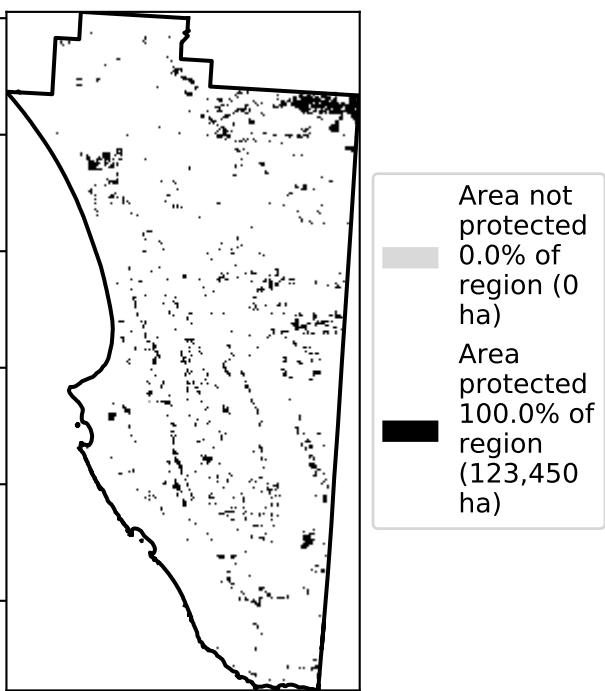 Area not
protected
0.0% of
region (0
ha)
Area
protected
100.0% of
region
(123,450
ha)